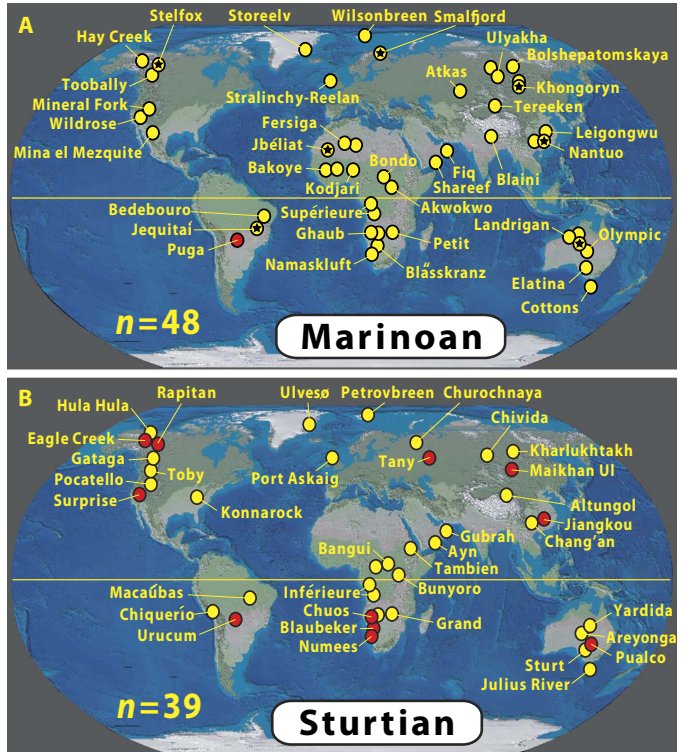 A
Stelfox
Storeelv
Wilsonbreen
Smalfjord
Hay Creek
Ulyakha
Bolshepatomskaya
Toobally
Stralinchy-Reelan
Atkas
Khongoryn
Mineral Fork
Tereeken
Wildrose
Fersiga
Leigongwu
Mina el Mezquite
Jbéliat
Nantuo
Bondo
Fiq
Bakoye
Shareef
Blaini
Kodjari
Akwokwo
Bedebouro
Supérieure
Landrigan
Jequitaí
Ghaub
Petit
Olympic
Puga
Namaskluft
Blässkranz
Elatina
Cottons
n=48
Marinoan
B
Rapitan
Ulvesø
Petrovbreen
Churochnaya
Hula Hula
Chivida
Eagle Creek
Kharlukhtakh
Gataga
Toby
Port Askaig
Tany
Maikhan Ul
Pocatello
Surprise
Konnarock
Altungol
Jiangkou
Gubrah
Chang'an
Bangui
Ayn
Tambien
Macaúbas
Inférieure
Bunyoro
Chiquerío
Chuos
Grand
Yardida
Urucum
Blaubeker
Areyonga
Numees
Sturt
Pualco
Julius River
n=39
Sturtian